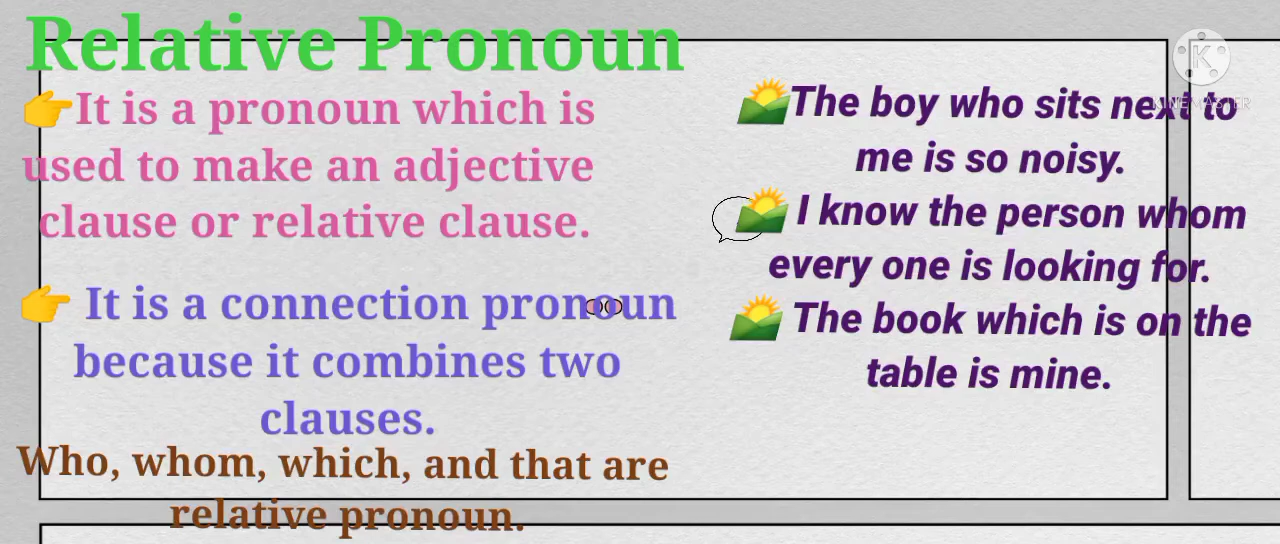 Relative Pronoun
👉It is a pronoun which is
used to make an adjective
clause or relative clause.
👉 It is a connection pronoun
because it combines two
clauses.
Who, whom, which, and that are
relative pronoun.
🌄The boy who sits next to
me is so noisy.
🌄 I know the person whom
every one is looking for.
🌄 The book which is on the
table is mine.
K
KINEMASTER